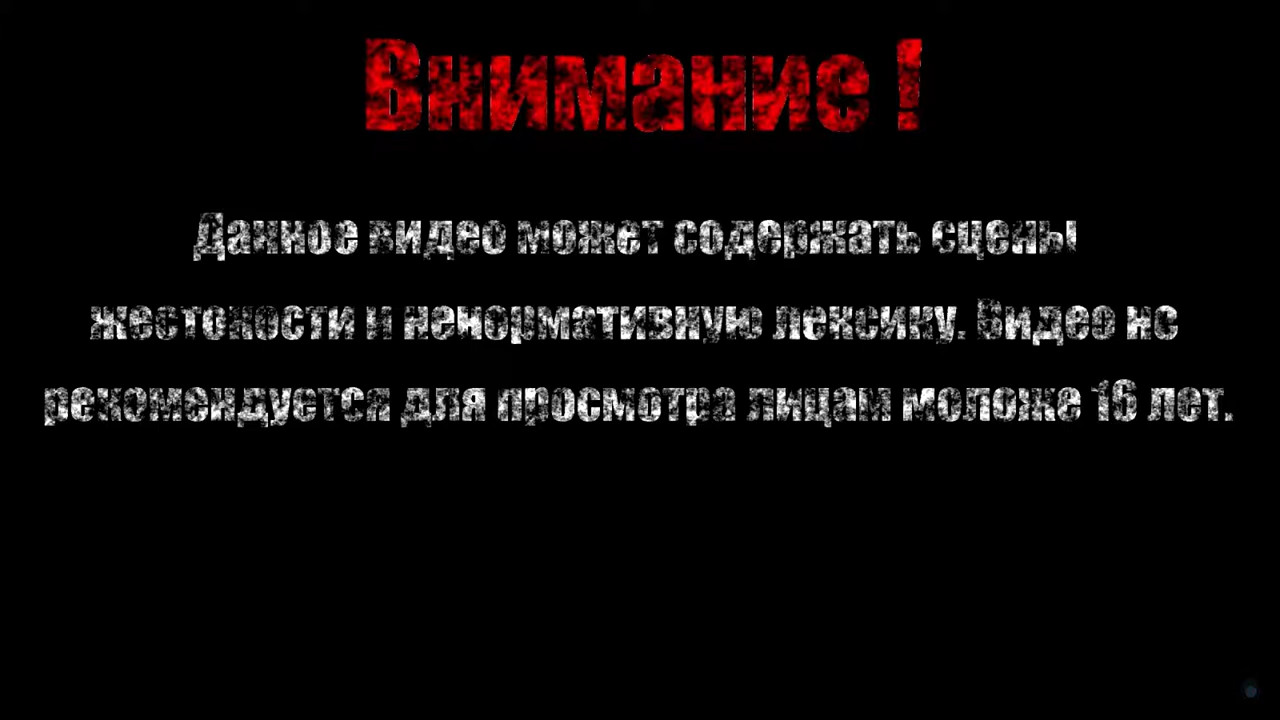 Внимание !
Данное видео может содержать сцены
жестокости и ненормативную лексику. Видео не
рекомендуется для просмотра лицам моложе 16 лет.